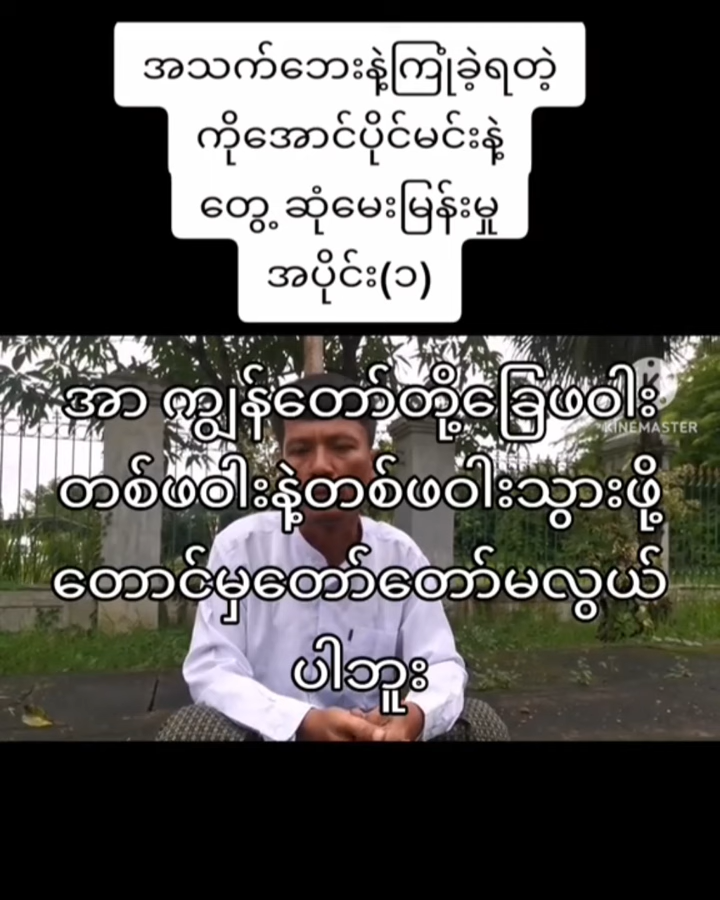 အသက်ဘေးနဲ့ကြုံခဲ့ရတဲ့
ကိုအောင်ပိုင်မင်းနဲ့
တွေ့ ဆုံမေးမြန်းမှု
အပိုင်း(၁)
အာ ကျွန်တော်တို့ခြေဖဝါး
KINEMASTER
တစ်ဖဝါးနဲ့တစ်ဖဝါးသွားဖို့
တောင်မှတော်တော်မလွယ်
ပါဘူး